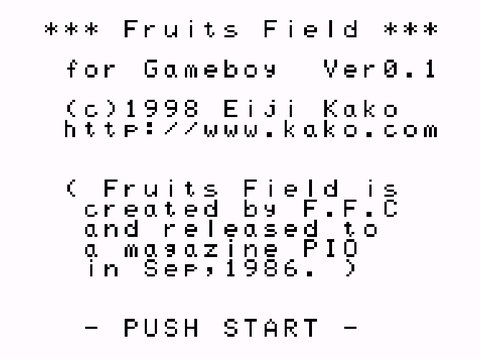 *** Fruits Field ***
for Gameboy Ver0.1
(c)1998 Eiji Kako
http://www.kako.com
( Fruits Field is
created by F.F.C
and released to
a magazine PIO
in Sep,1986. )
- PUSH START -